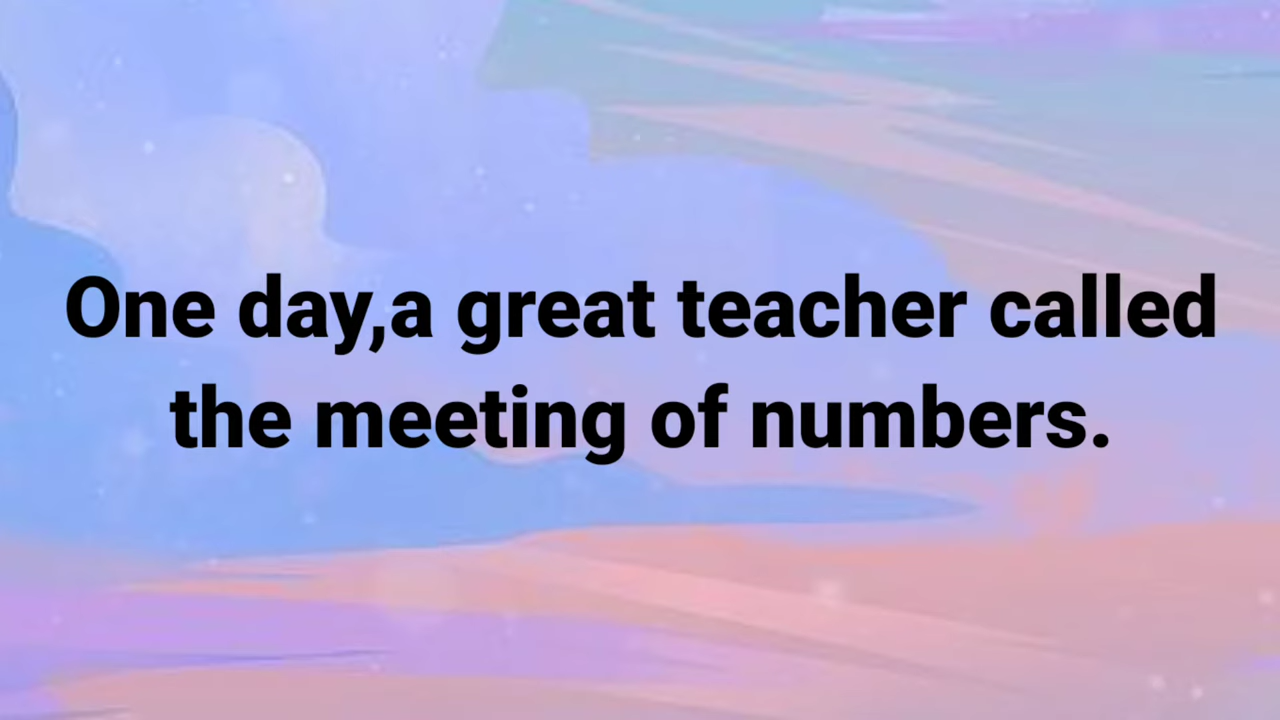 One day,a great teacher called
the meeting of numbers.